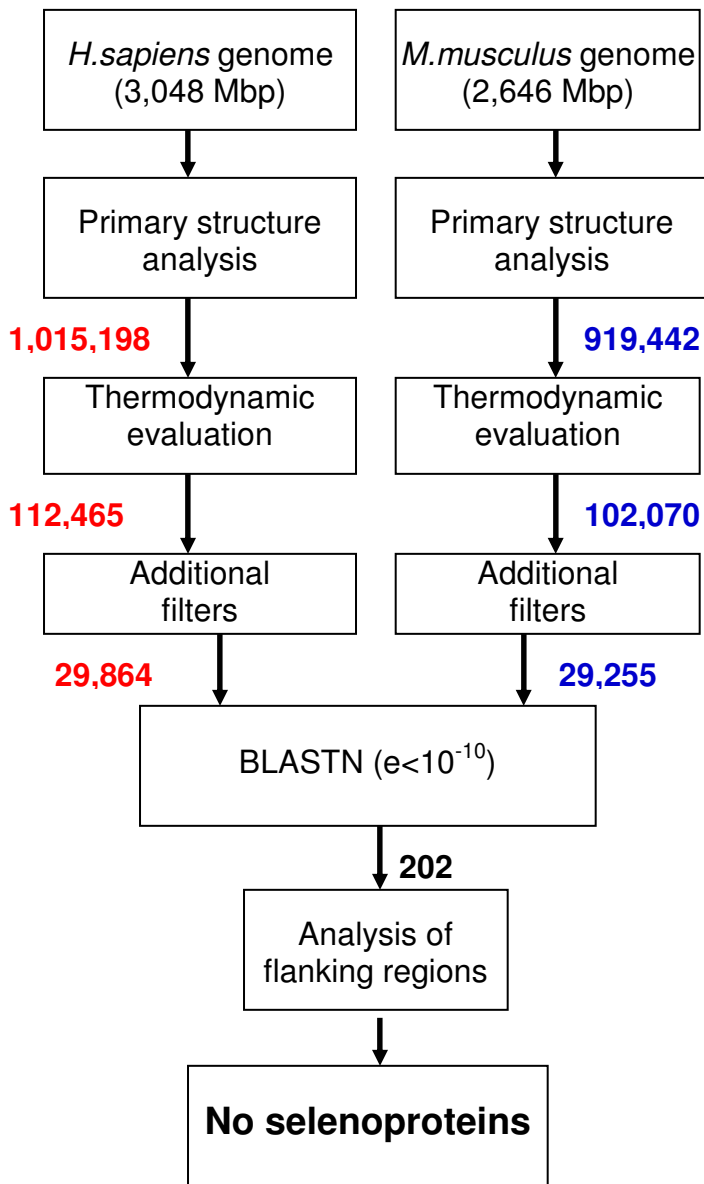 H.sapiens genome
(3,048 Mbp)
M.musculus genome
(2,646 Mbp)
Primary structure
analysis
Primary structure
analysis
1,015,198
919,442
Thermodynamic
evaluation
Thermodynamic
evaluation
112,465
102,070
Additional
filters
Additional
filters
29,864
29,255
BLASTN (e<10⁻¹⁰)
202
Analysis of
flanking regions
No selenoproteins